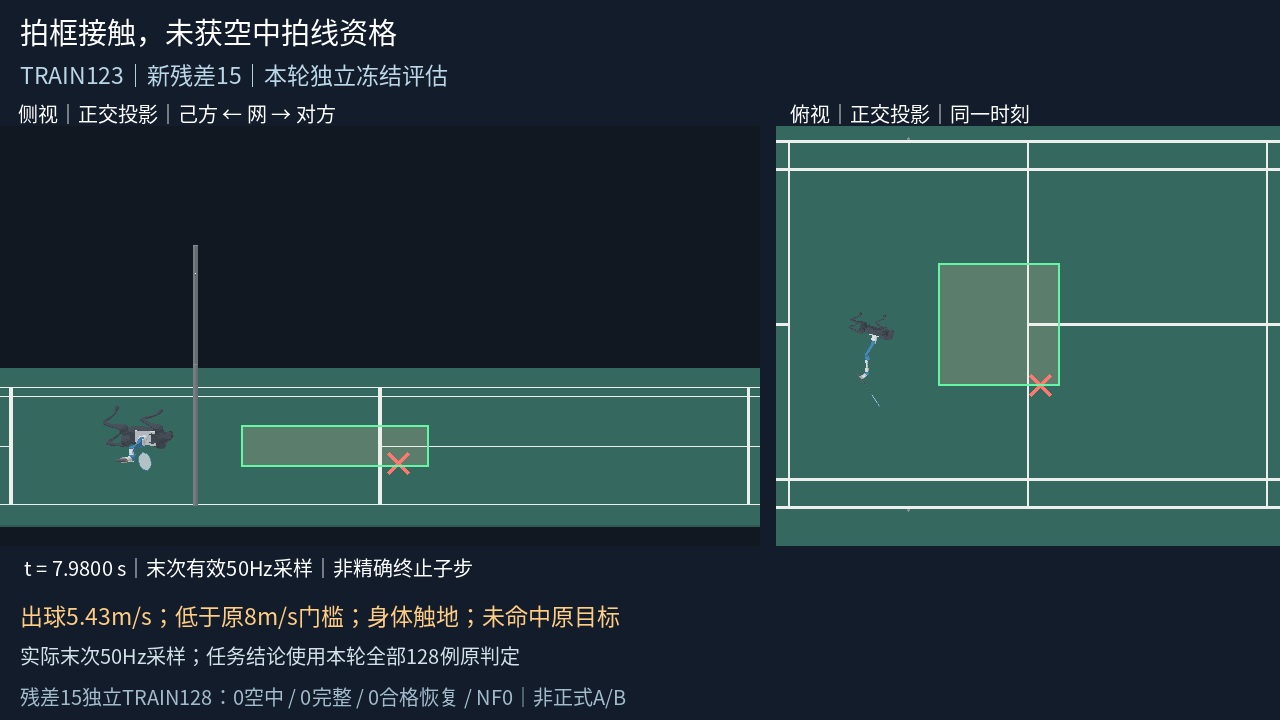 拍框接触，未获空中拍线资格
TRAIN123｜新残差15｜本轮独立冻结评估
侧视｜正交投影｜己方 ← 网 → 对方
俯视｜正交投影｜同一时刻
t = 7.9800 s｜末次有效50Hz采样｜非精确终止子步
出球5.43m/s；低于原8m/s门槛；身体触地；未命中原目标
实际末次50Hz采样；任务结论使用本轮全部128例原判定
残差15独立TRAIN128：0空中 / 0完整 / 0合格恢复 / NF0｜非正式A/B